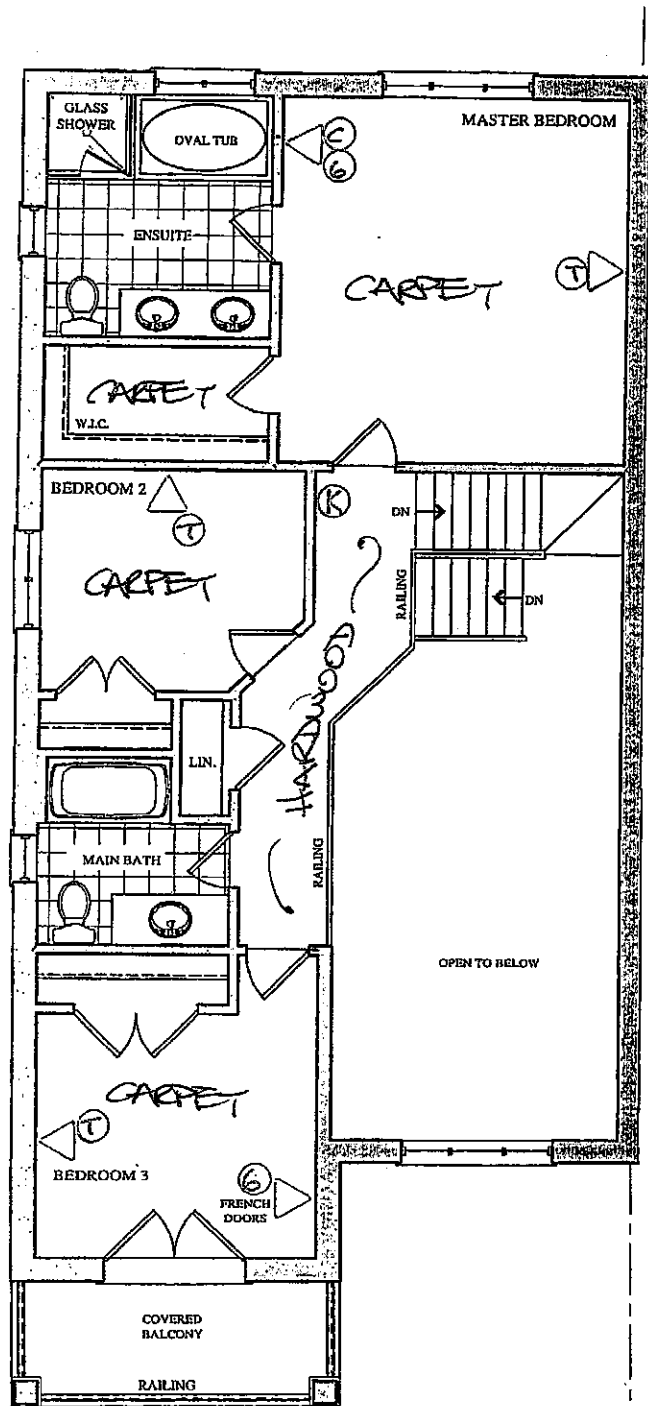 GLASS
SHOWER
OVAL TUB
MASTER BEDROOM
C
6
ENSUITE
T
CARPET
CARPET
W.I.C.
BEDROOM 2
T
K
DN
CARPET
RAILING
DN
HARDWOOD
LIN.
MAIN BATH
RAILING
OPEN TO BELOW
CARPET
T
BEDROOM 3
6
FRENCH
DOORS
COVERED
BALCONY
RAILING